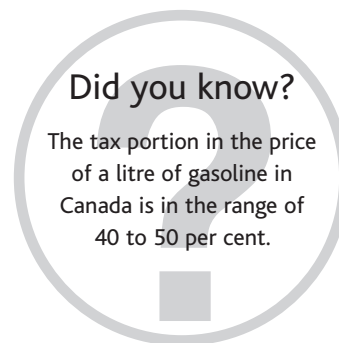 Did you know?
The tax portion in the price
of a litre of gasoline in
Canada is in the range of
40 to 50 per cent.